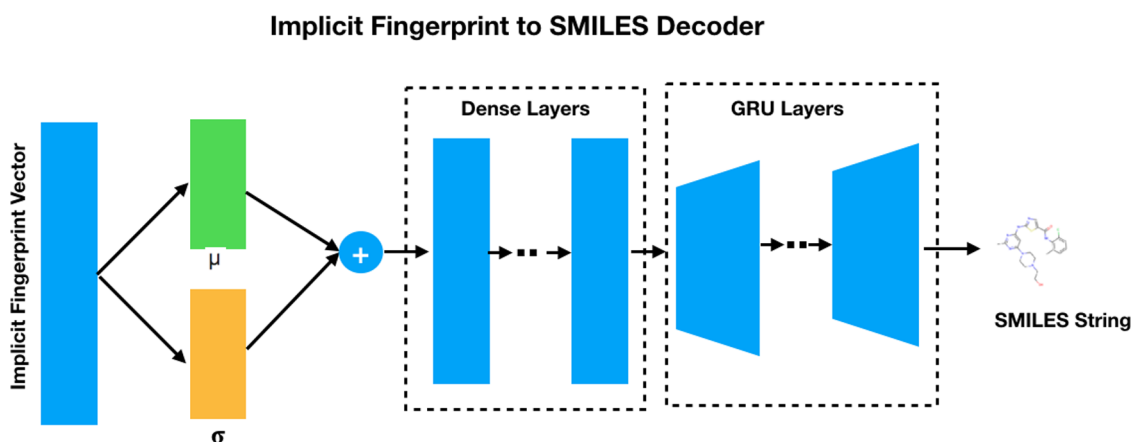 Implicit Fingerprint to SMILES Decoder
Implicit Fingerprint Vector
μ
σ
+
Dense Layers
GRU Layers
SMILES String